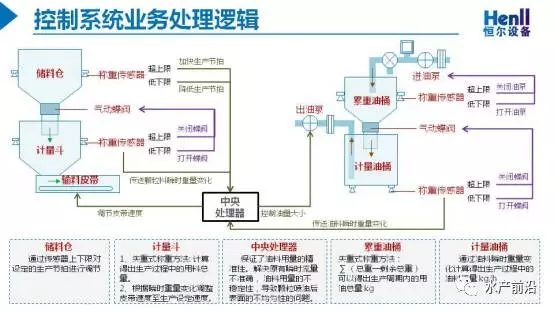 控制系统业务处理逻辑
Henll
恒尔设备
储料仓
称重传感器
超上限
加快生产节拍
低下限
降低生产节拍
气动蝶阀
关闭蝶阀
计量斗
称重传感器
超上限
低下限
打开蝶阀
输料皮带
传送颗粒料瞬时重量变化
调节皮带速度
中央
处理器
控制油量大小
出油泵
进油泵
累重油桶
称重传感器
超上限
关闭油泵
低下限
打开油泵
气动蝶阀
计量油桶
关闭蝶阀
称重传感器
超上限
低下限
打开蝶阀
储料仓
通过传感器上下限对
设定的生产节拍进行调节
计量斗
1、失重式称重方法:计算
得出生产过程中的用料总
量。
2、根据瞬时重量变化调整
皮带速度至生产设定速度。
中央处理器
保证了油料用量的精
准性。解决原有瞬时流量
不准确，油料用量的不
稳定性，导致颗粒喷油后
表面的不均匀性的问题。
累重油桶
失重式称重方法:
∑（总重—剩余总重）
可以得出生产周期内的用
油总量kg
计量油桶
通过油料瞬时重量变
化计算得出生产过程中的
水产前沿